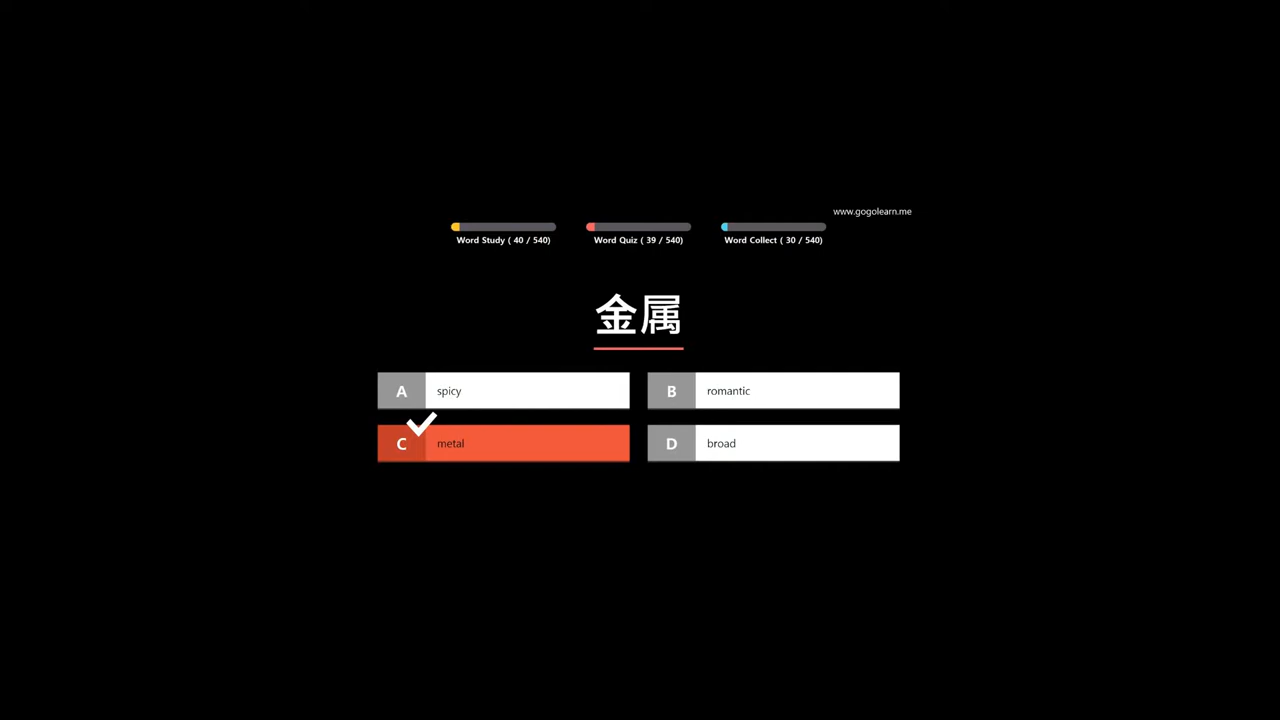 www.gogolearn.me
Word Study ( 40 / 540)
Word Quiz ( 39 / 540)
Word Collect ( 30 / 540)
金属
A spicy
B romantic
C metal
D broad